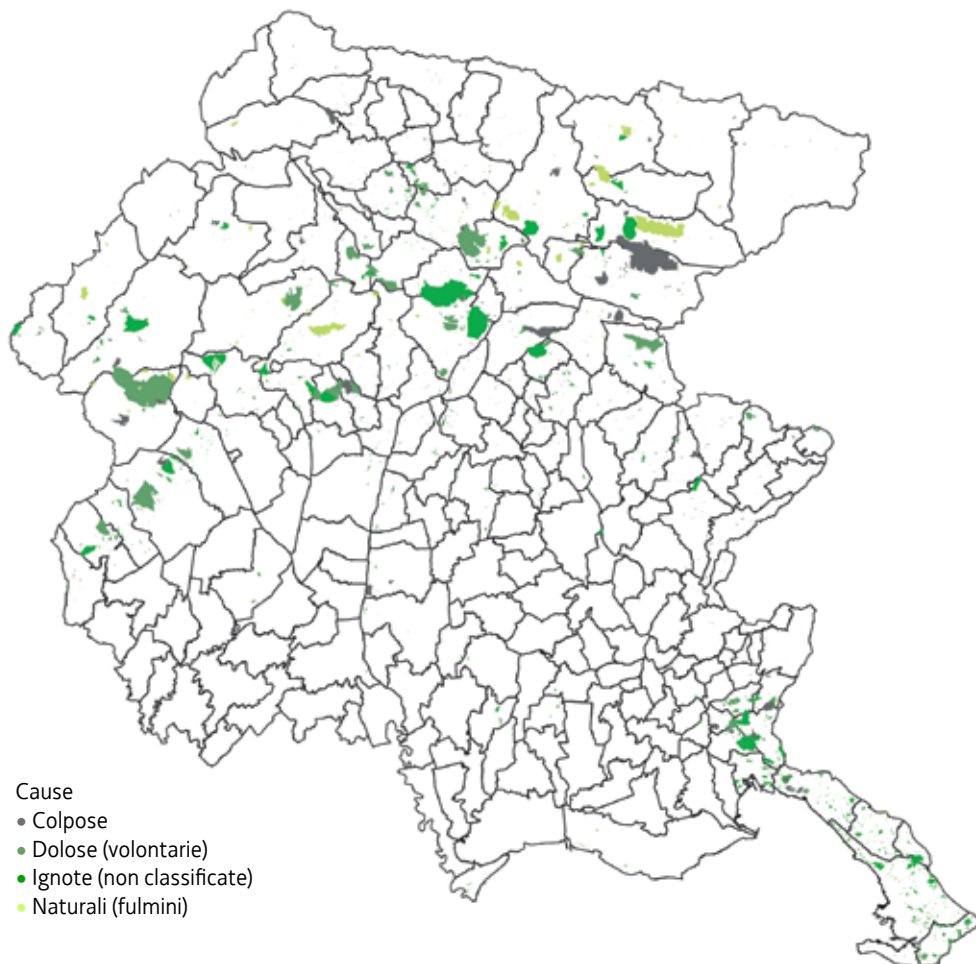 Cause
Colpose
Dolose (volontarie)
Ignote (non classificate)
Naturali (fulmini)